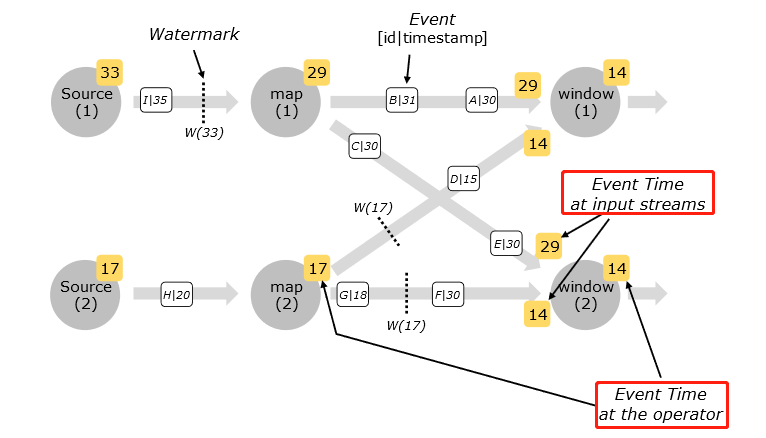 Watermark
Event
[id|timestamp]
33
29
29
14
Source
(1)
I|35
W(33)
map
(1)
B|31
A|30
window
(1)
C|30
14
D|15
Event Time
at input streams
W(17)
E|30
29
17
17
14
Source
(2)
H|20
map
(2)
G|18
F|30
window
(2)
W(17)
14
Event Time
at the operator